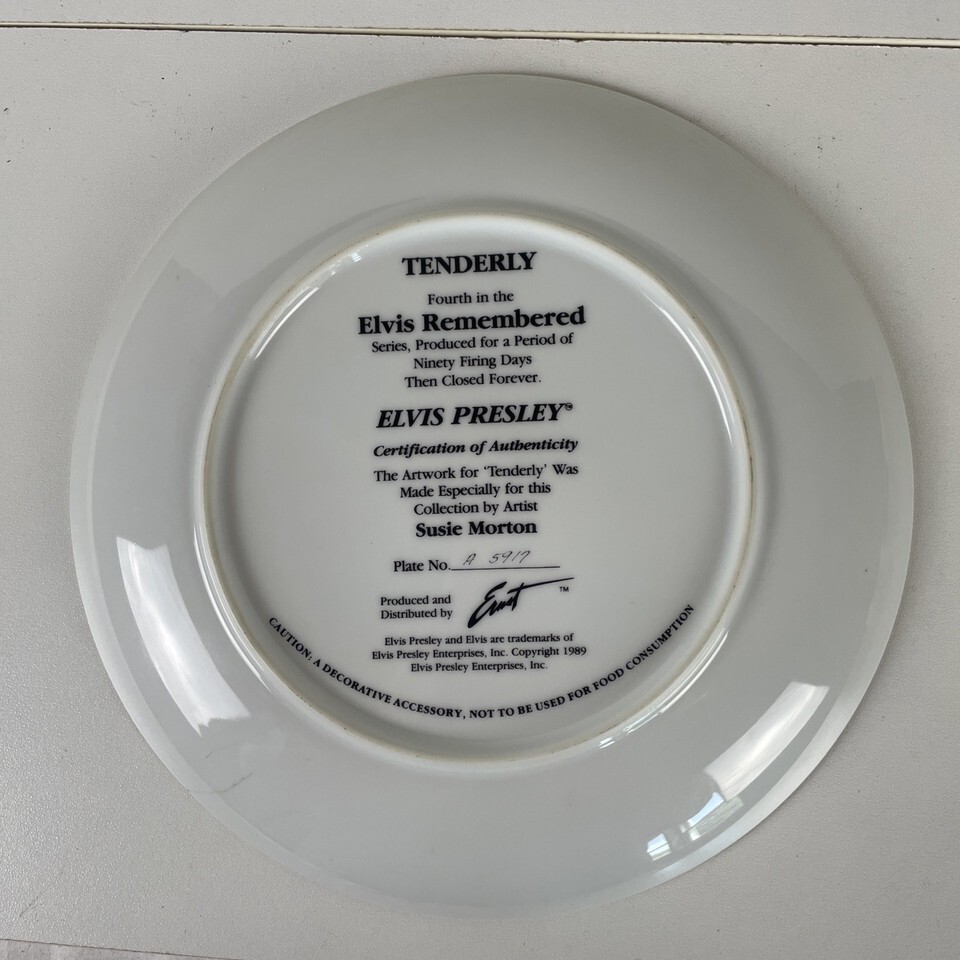 TENDERLY
Fourth in the
Elvis Remembered
Series, Produced for a Period of
Ninety Firing Days
Then Closed Forever.
ELVIS PRESLEY™
Certification of Authenticity
The Artwork for 'Tenderly' Was
Made Especially for this
Collection by Artist
Susie Morton
Plate No. A 5917
Produced and
Distributed by Ernst ™
Elvis Presley and Elvis are trademarks of
Elvis Presley Enterprises, Inc. Copyright 1989
Elvis Presley Enterprises, Inc.
CAUTION: A DECORATIVE ACCESSORY, NOT TO BE USED FOR FOOD CONSUMPTION